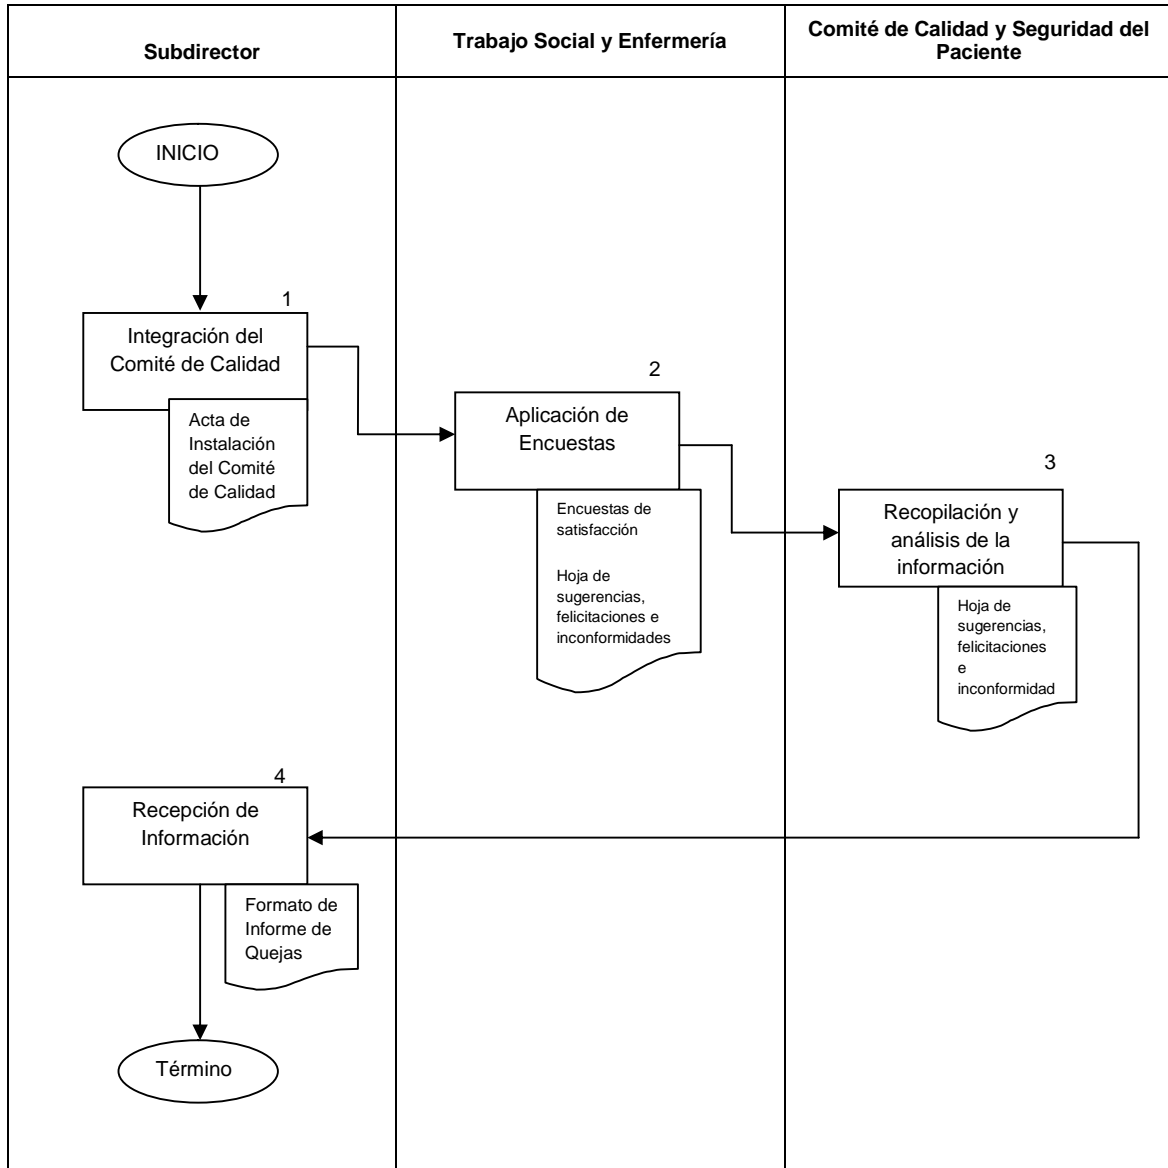 Subdirector
Trabajo Social y Enfermería
Comité de Calidad y Seguridad del
Paciente
INICIO
1
Integración del
Comité de Calidad
Acta de
Instalación
del Comité
de Calidad
2
Aplicación de
Encuestas
Encuestas de
satisfacción
Hoja de
sugerencias,
felicitaciones e
inconformidades
3
Recopilación y
análisis de la
información
Hoja de
sugerencias,
felicitaciones
e
inconformidad
4
Recepción de
Información
Formato de
Informe de
Quejas
Término